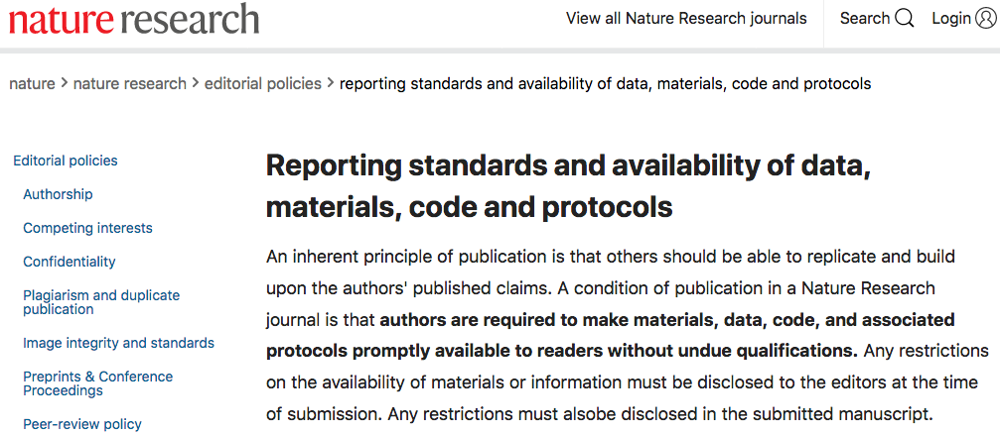 nature research
View all Nature Research journals
Search
Login
nature > nature research > editorial policies > reporting standards and availability of data, materials, code and protocols
Editorial policies
Authorship
Competing interests
Confidentiality
Plagiarism and duplicate
publication
Image integrity and standards
Preprints & Conference
Proceedings
Peer-review policy
Reporting standards and availability of data,
materials, code and protocols
An inherent principle of publication is that others should be able to replicate and build
upon the authors' published claims. A condition of publication in a Nature Research
journal is that authors are required to make materials, data, code, and associated
protocols promptly available to readers without undue qualifications. Any restrictions
on the availability of materials or information must be disclosed to the editors at the time
of submission. Any restrictions must alsobe disclosed in the submitted manuscript.